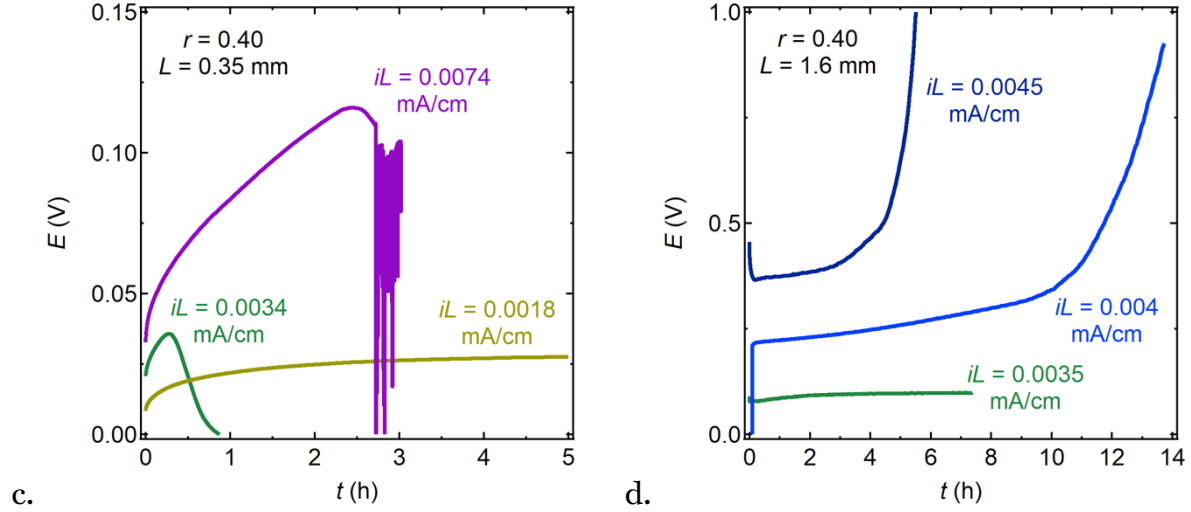 0.15
0.10
0.05
0.00
E (V)
r = 0.40
L = 0.35 mm
iL = 0.0074
mA/cm
iL = 0.0034
mA/cm
iL = 0.0018
mA/cm
0 1 2 3 4 5
t (h)
c.
1.0
0.5
0.0
E (V)
r = 0.40
L = 1.6 mm
iL = 0.0045
mA/cm
iL = 0.004
mA/cm
iL = 0.0035
mA/cm
0 2 4 6 8 10 12 14
t (h)
d.